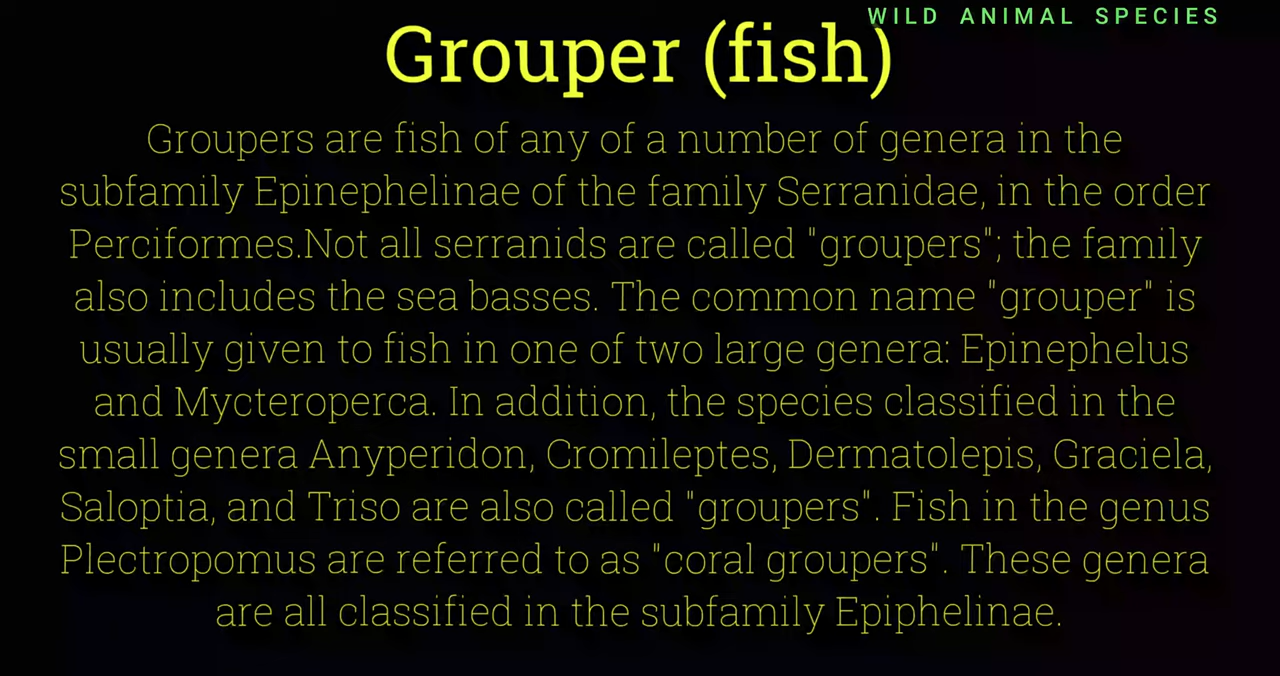 WILD ANIMAL SPECIES
Grouper (fish)
Groupers are fish of any of a number of genera in the
subfamily Epinephelinae of the family Serranidae, in the order
Perciformes.Not all serranids are called "groupers"; the family
also includes the sea basses. The common name "grouper" is
usually given to fish in one of two large genera: Epinephelus
and Mycteroperca. In addition, the species classified in the
small genera Anyperidon, Cromileptes, Dermatolepis, Graciela,
Saloptia, and Triso are also called "groupers". Fish in the genus
Plectropomus are referred to as "coral groupers". These genera
are all classified in the subfamily Epiphelinae.